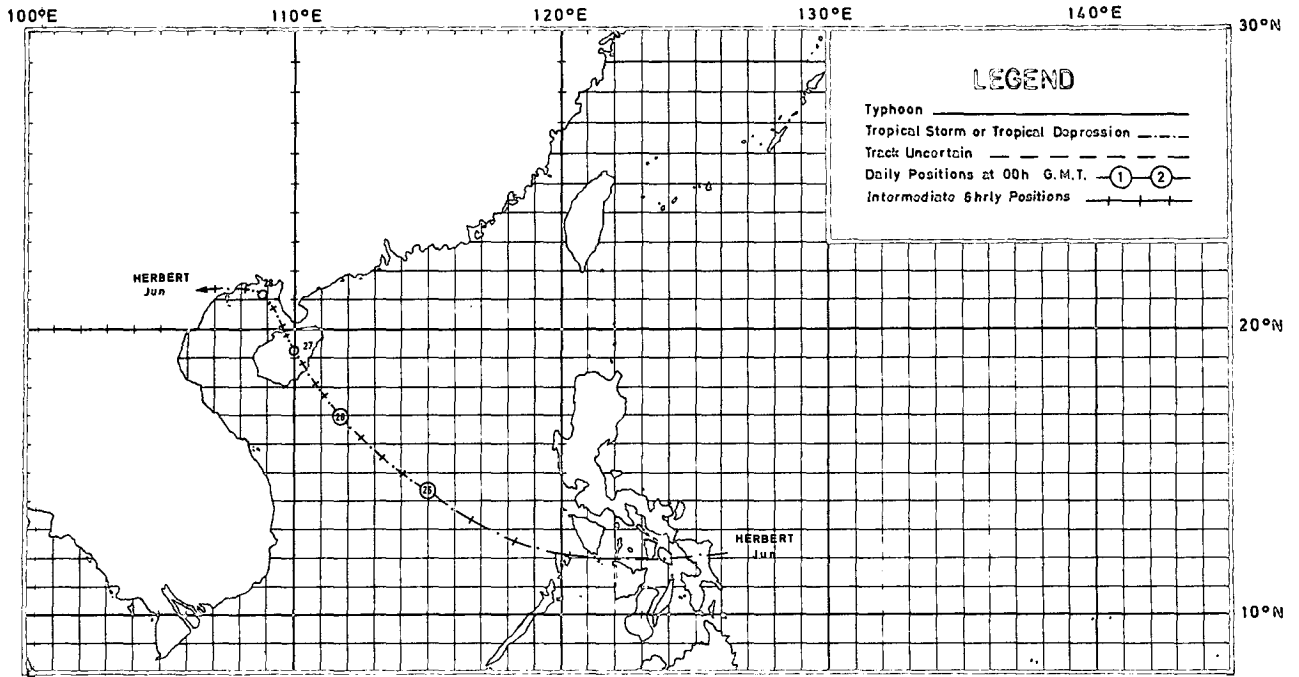 100°E 110°E 120°E 130°E 140°E
30°N
LEGEND
Typhoon
Tropical Storm or Tropical Depression
Track Uncertain
Daily Positions at 00h G.M.T. 1 2
Intermediate 6hrly Positions
HERBERT
Jun
28
20°N
27
26
25
HERBERT
Jun
10°N